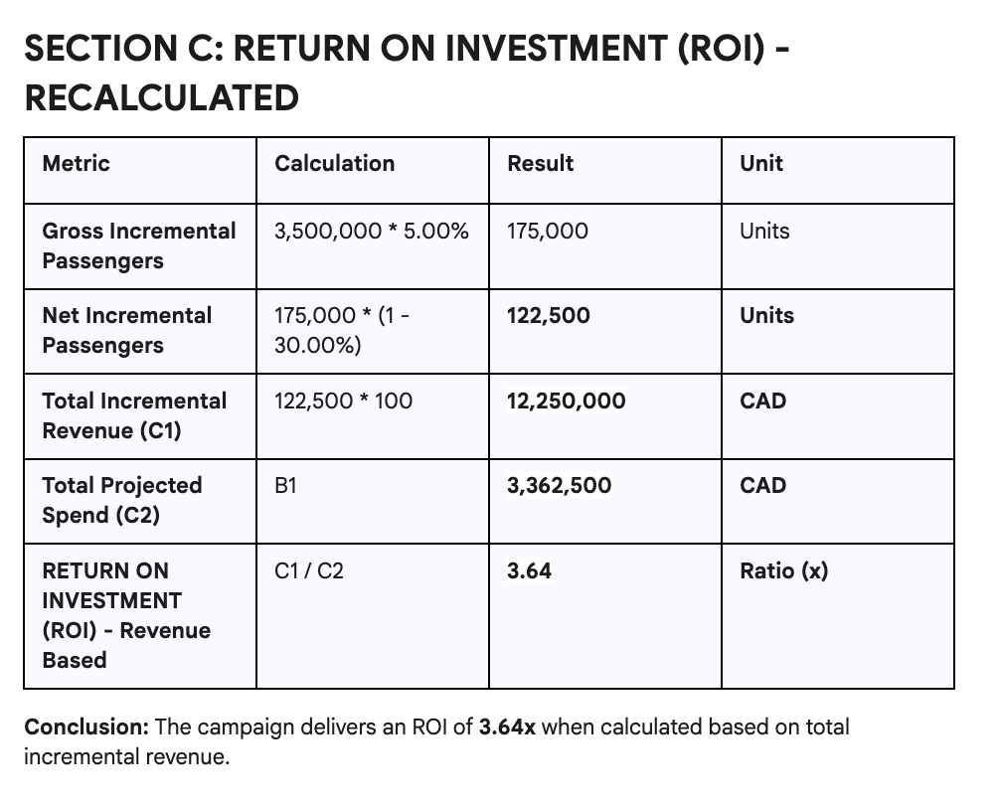 SECTION C: RETURN ON INVESTMENT (ROI) -
RECALCULATED
Metric
Calculation
Result
Unit
Gross Incremental
Passengers
3,500,000 * 5.00%
175,000
Units
Net Incremental
Passengers
175,000 * (1 -
30.00%)
122,500
Units
Total Incremental
Revenue (C1)
122,500 * 100
12,250,000
CAD
Total Projected
Spend (C2)
B1
3,362,500
CAD
RETURN ON
INVESTMENT
(ROI) - Revenue
Based
C1 / C2
3.64
Ratio (x)
Conclusion: The campaign delivers an ROI of 3.64x when calculated based on total
incremental revenue.